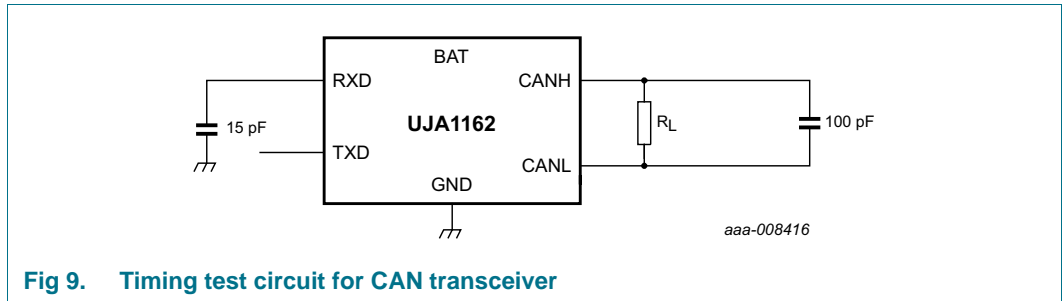 BAT
RXD
CANH
UJA1162
RL
15 pF
100 pF
TXD
CANL
GND
aaa-008416
Fig 9. Timing test circuit for CAN transceiver